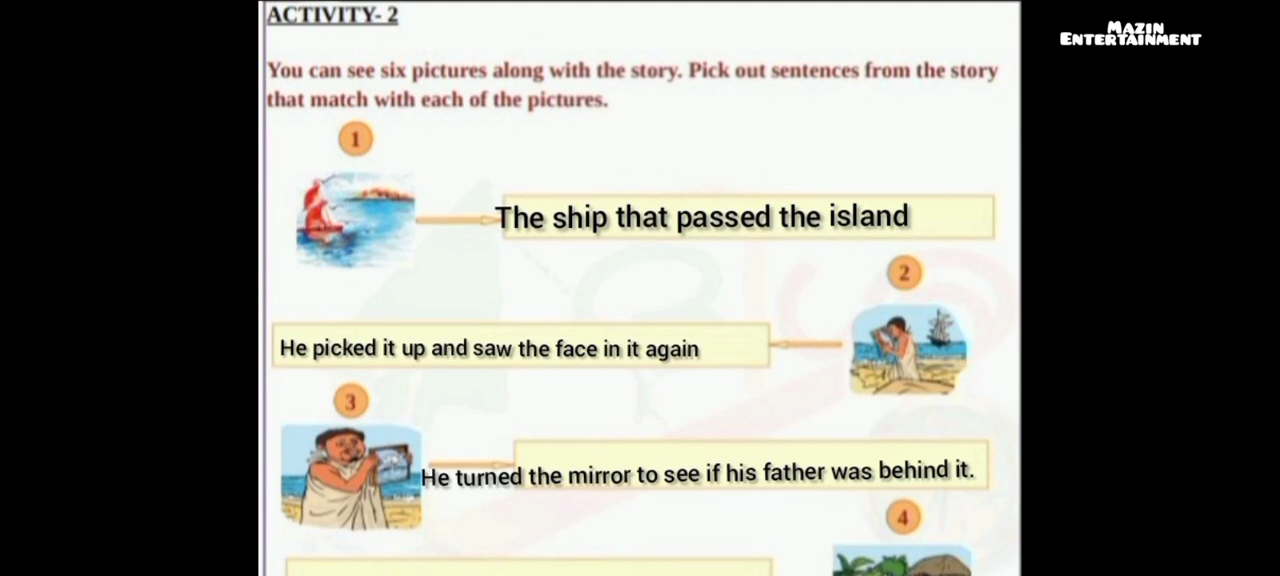 ACTIVITY- 2
MAZIN
ENTERTAINMENT
You can see six pictures along with the story. Pick out sentences from the story
that match with each of the pictures.
1
The ship that passed the island
2
He picked it up and saw the face in it again
3
He turned the mirror to see if his father was behind it.
4